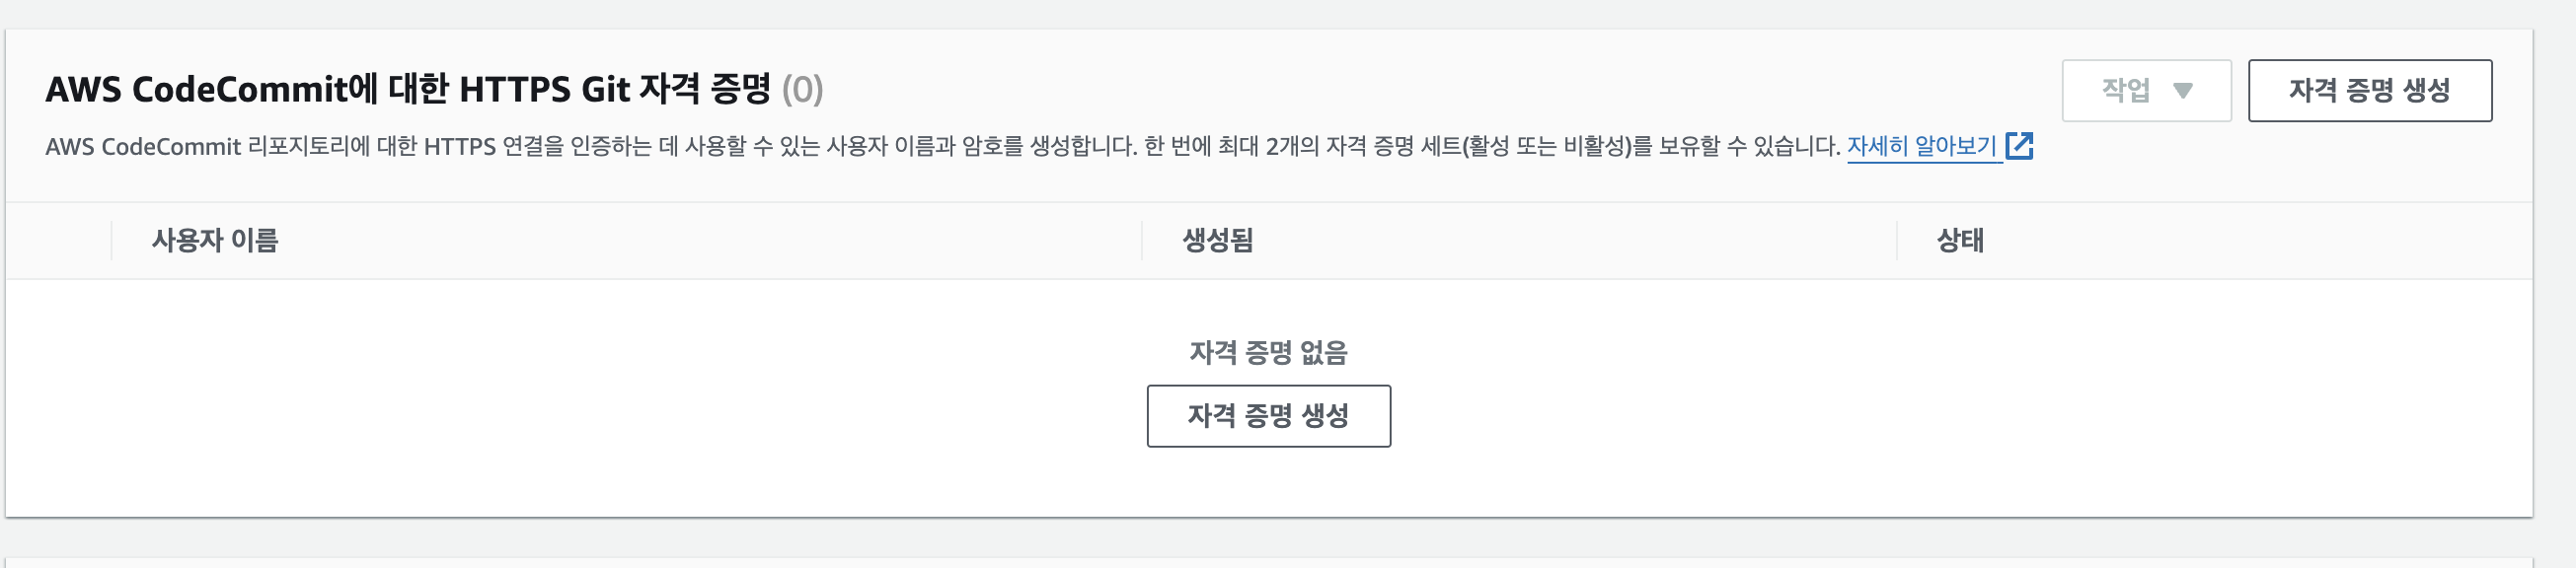 AWS CodeCommit에 대한 HTTPS Git 자격 증명 (0)
작업
자격 증명 생성
AWS CodeCommit 리포지토리에 대한 HTTPS 연결을 인증하는 데 사용할 수 있는 사용자 이름과 암호를 생성합니다. 한 번에 최대 2개의 자격 증명 세트(활성 또는 비활성)를 보유할 수 있습니다. 자세히 알아보기
사용자 이름
생성됨
상태
자격 증명 없음
자격 증명 생성